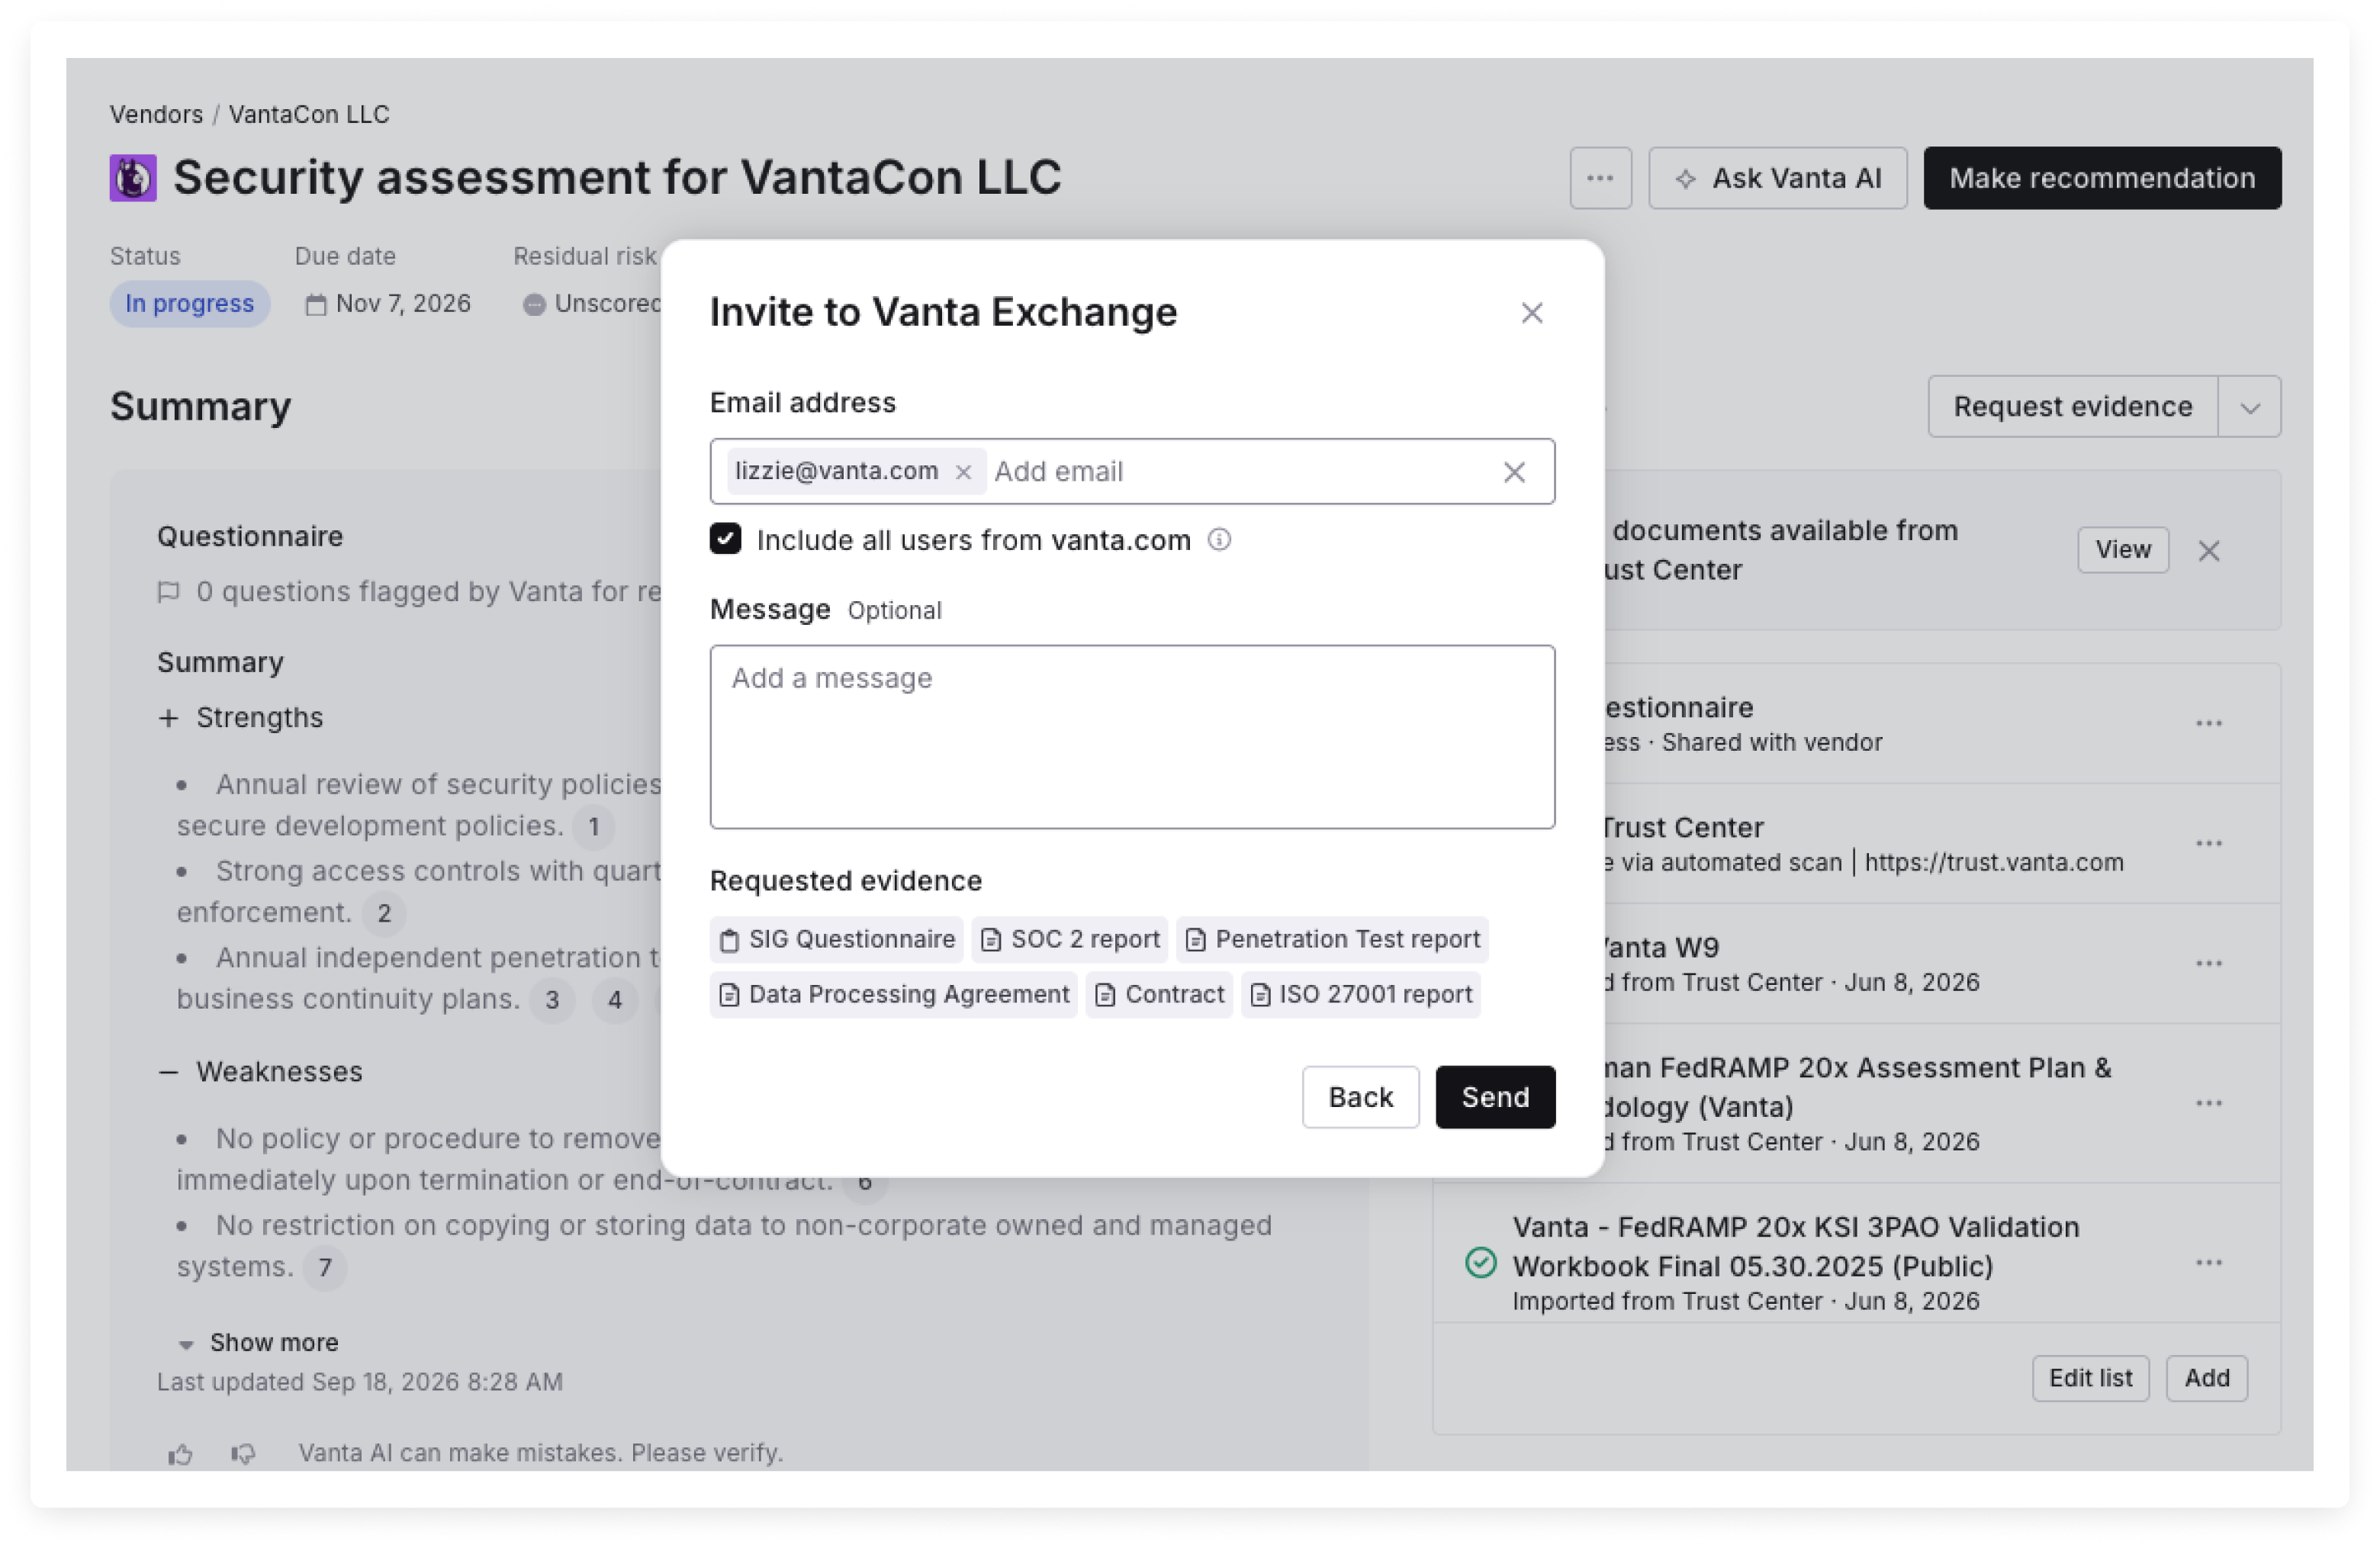 Vendors / VantaCon LLC
Security assessment for VantaCon LLC
Ask Vanta AI
Make recommendation
Status
Due date
Residual risk
In progress
Nov 7, 2026
Unscored
Summary
Request evidence
Questionnaire
0 questions flagged by Vanta for
Summary
+ Strengths
• Annual review of security policies
secure development policies. 1
• Strong access controls with
enforcement. 2
• Annual independent penetration
business continuity plans. 3 4
− Weaknesses
• No policy or procedure to remove
immediately upon termination or end-of-contract. 6
• No restriction on copying or storing data to non-corporate owned and managed
systems. 7
Show more
Last updated Sep 18, 2026 8:28 AM
Vanta AI can make mistakes. Please verify.
Invite to Vanta Exchange
Email address
lizzie@vanta.com
Add email
Include all users from vanta.com
Message Optional
Add a message
Requested evidence
SIG Questionnaire
SOC 2 report
Penetration Test report
Data Processing Agreement
Contract
ISO 27001 report
Back
Send
documents available from
Center
View
· Shared with vendor
Trust Center
via automated scan | https://trust.vanta.com
Vanta W9
from Trust Center · Jun 8, 2026
FedRAMP 20x Assessment Plan &
(Vanta)
from Trust Center · Jun 8, 2026
Vanta - FedRAMP 20x KSI 3PAO Validation
Workbook Final 05.30.2025 (Public)
Imported from Trust Center · Jun 8, 2026
Edit list
Add